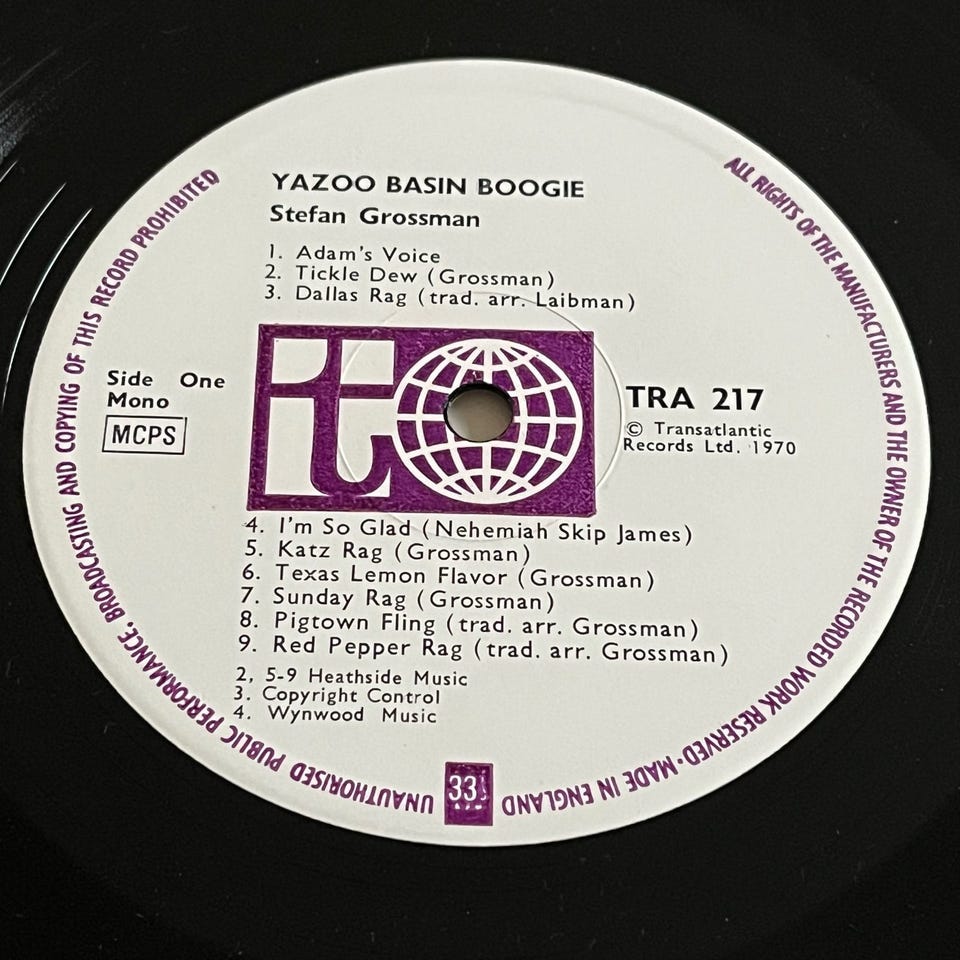 YAZOO BASIN BOOGIE
Stefan Grossman
1. Adam's Voice
2. Tickle Dew (Grossman)
3. Dallas Rag (trad. arr. Laibman)
Side One
Mono
MCPS
t
TRA 217
© Transatlantic
Records Ltd. 1970
4. I'm So Glad (Nehemiah Skip James)
5. Katz Rag (Grossman)
6. Texas Lemon Flavor (Grossman)
7. Sunday Rag (Grossman)
8. Pigtown Fling (trad. arr. Grossman)
9. Red Pepper Rag (trad. arr. Grossman)
2, 5-9 Heathside Music
3. Copyright Control
4. Wynwood Music
ALL RIGHTS OF THE MANUFACTURERS AND THE OWNER OF THE RECORDED WORK RESERVED · MADE IN ENGLAND
33⅓
UNAUTHORISED PUBLIC PERFORMANCE, BROADCASTING AND COPYING OF THIS RECORD PROHIBITED